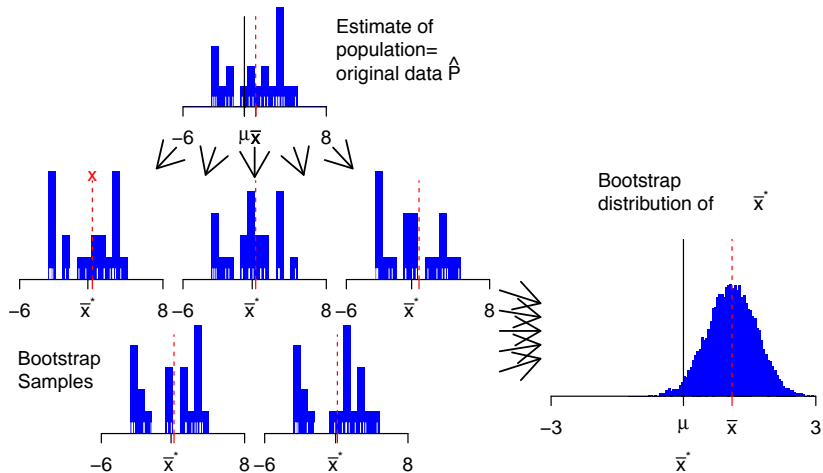 Estimate of
population=
original data P̂
-6 μ x̄ 8
x
Bootstrap
distribution of x̄*
-6 x̄* 8
-6 x̄* 8
-6 x̄* 8
Bootstrap
Samples
-3 μ x̄ 3
x̄*
-6 x̄* 8
-6 x̄* 8